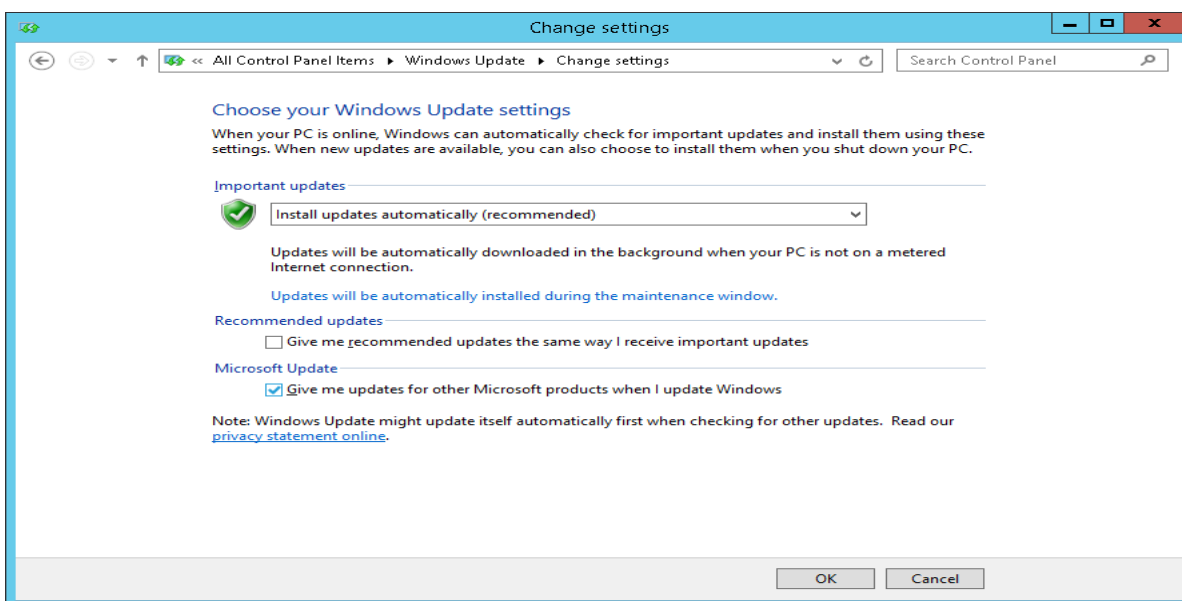 Change settings
« All Control Panel Items ▸ Windows Update ▸ Change settings
Search Control Panel
Choose your Windows Update settings
When your PC is online, Windows can automatically check for important updates and install them using these
settings. When new updates are available, you can also choose to install them when you shut down your PC.
Important updates
Install updates automatically (recommended)
Updates will be automatically downloaded in the background when your PC is not on a metered
Internet connection.
Updates will be automatically installed during the maintenance window.
Recommended updates
Give me recommended updates the same way I receive important updates
Microsoft Update
Give me updates for other Microsoft products when I update Windows
Note: Windows Update might update itself automatically first when checking for other updates. Read our
privacy statement online.
OK
Cancel